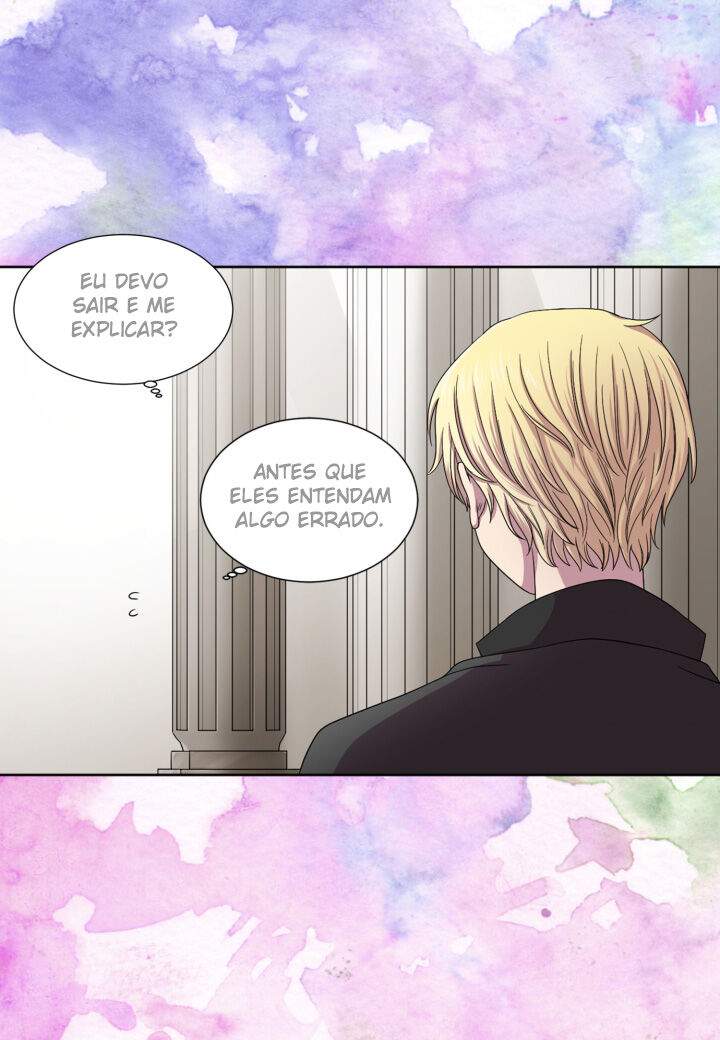 EU DEVO
SAIR E ME
EXPLICAR?
ANTES QUE
ELES ENTENDAM
ALGO ERRADO.